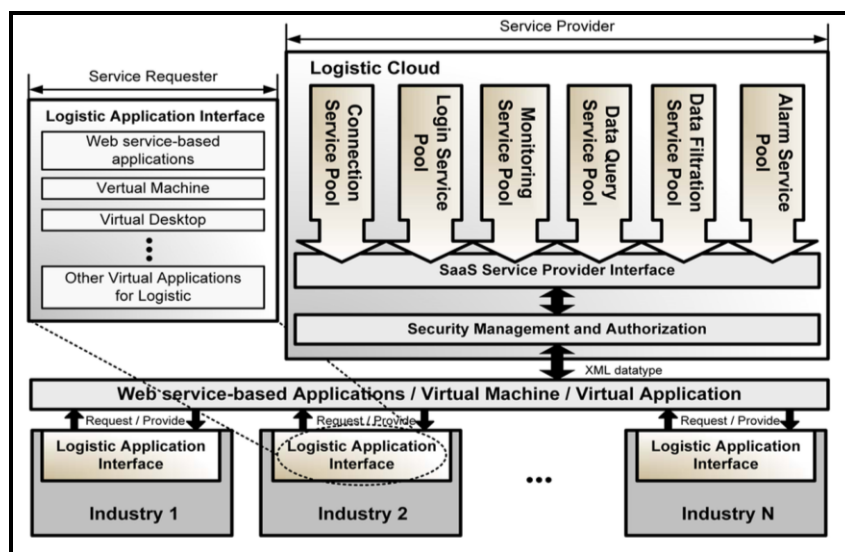 Service Provider
Service Requester
Logistic Cloud
Logistic Application Interface
Web service-based
applications
Vertual Machine
Virtual Desktop
Other Virtual Applications
for Logistic
Connection
Service Pool
Login Service
Pool
Monitoring
Service Pool
Data Query
Service Pool
Data Filtration
Service Pool
Alarm Service
Pool
SaaS Service Provider Interface
Security Management and Authorization
XML datatype
Web service-based Applications / Virtual Machine / Virtual Application
Request / Provide
Request / Provide
Request / Provide
Logistic Application
Interface
Logistic Application
Interface
...
Logistic Application
Interface
Industry 1
Industry 2
Industry N